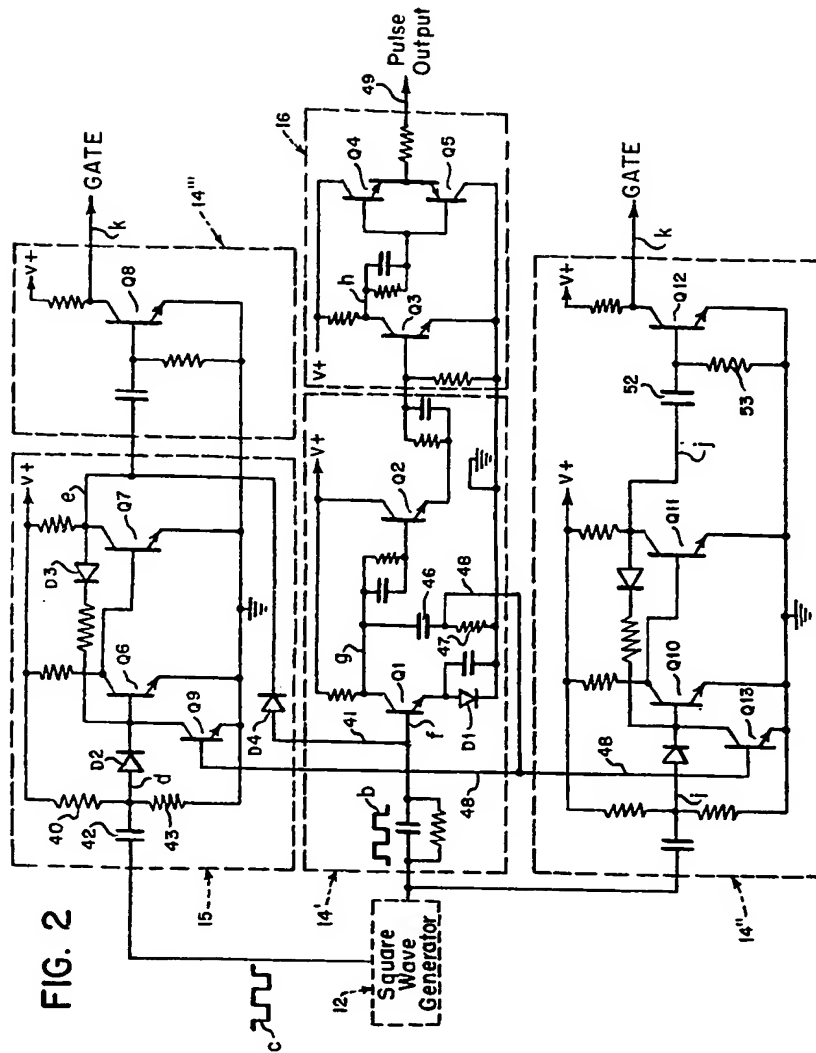 FIG. 2
c
12
Square
Wave
Generator
15
40
42
43
d
D2
Q9
Q6
D3
e
Q7
V+
D4
41
48
14'''
V+
Q8
k
GATE
14'
b
f
Q1
D1
g
46
47
48
Q2
V+
16
V+
Q3
h
Q4
Q5
49
Pulse
Output
14''
i
Q13
48
Q10
Q11
V+
j
52
53
V+
Q12
k
GATE